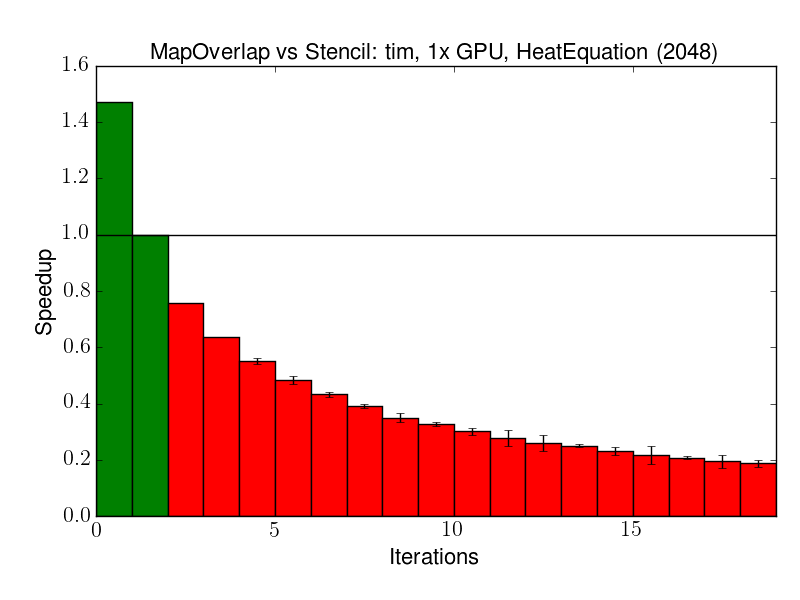 MapOverlap vs Stencil: tim, 1x GPU, HeatEquation (2048)
1.6
1.4
1.2
1.0
0.8
0.6
0.4
0.2
0.0
Speedup
0 5 10 15
Iterations